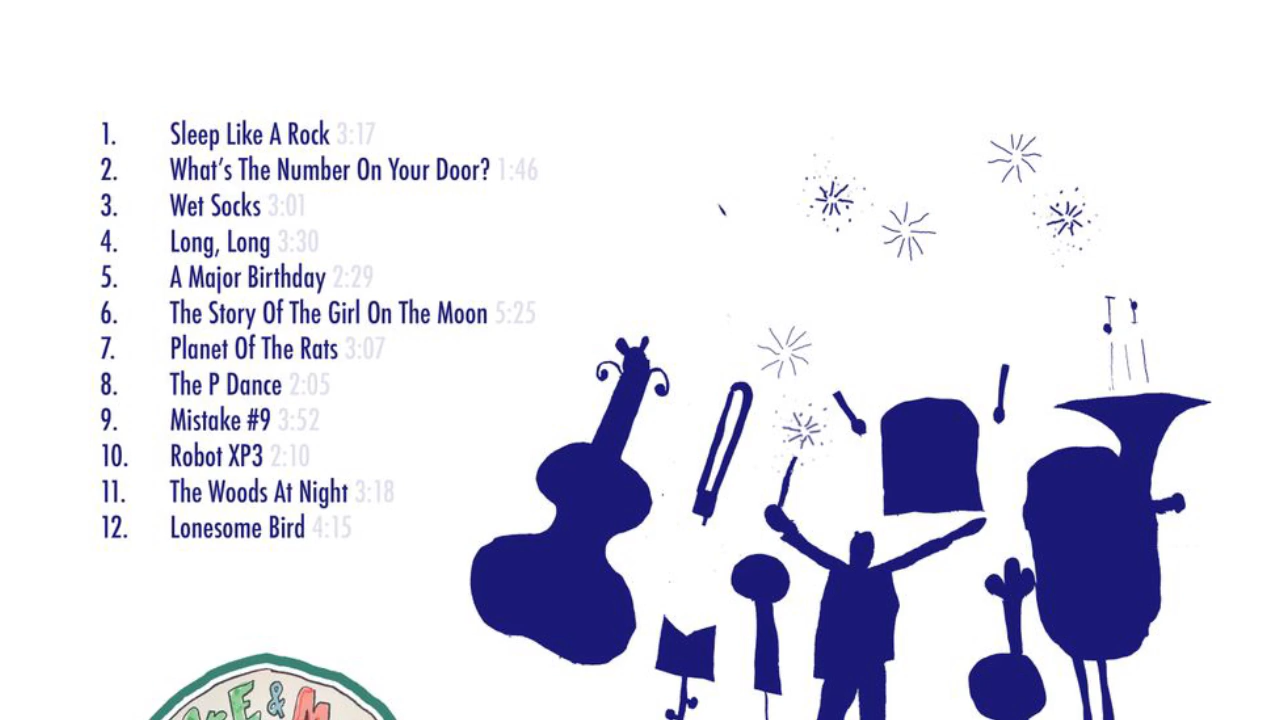 1. Sleep Like A Rock 3:17
2. What's The Number On Your Door? 1:46
3. Wet Socks 3:01
4. Long, Long 3:30
5. A Major Birthday 2:29
6. The Story Of The Girl On The Moon 5:25
7. Planet Of The Rats 3:07
8. The P Dance 2:05
9. Mistake #9 3:52
10. Robot XP3 2:10
11. The Woods At Night 3:18
12. Lonesome Bird 4:15
&